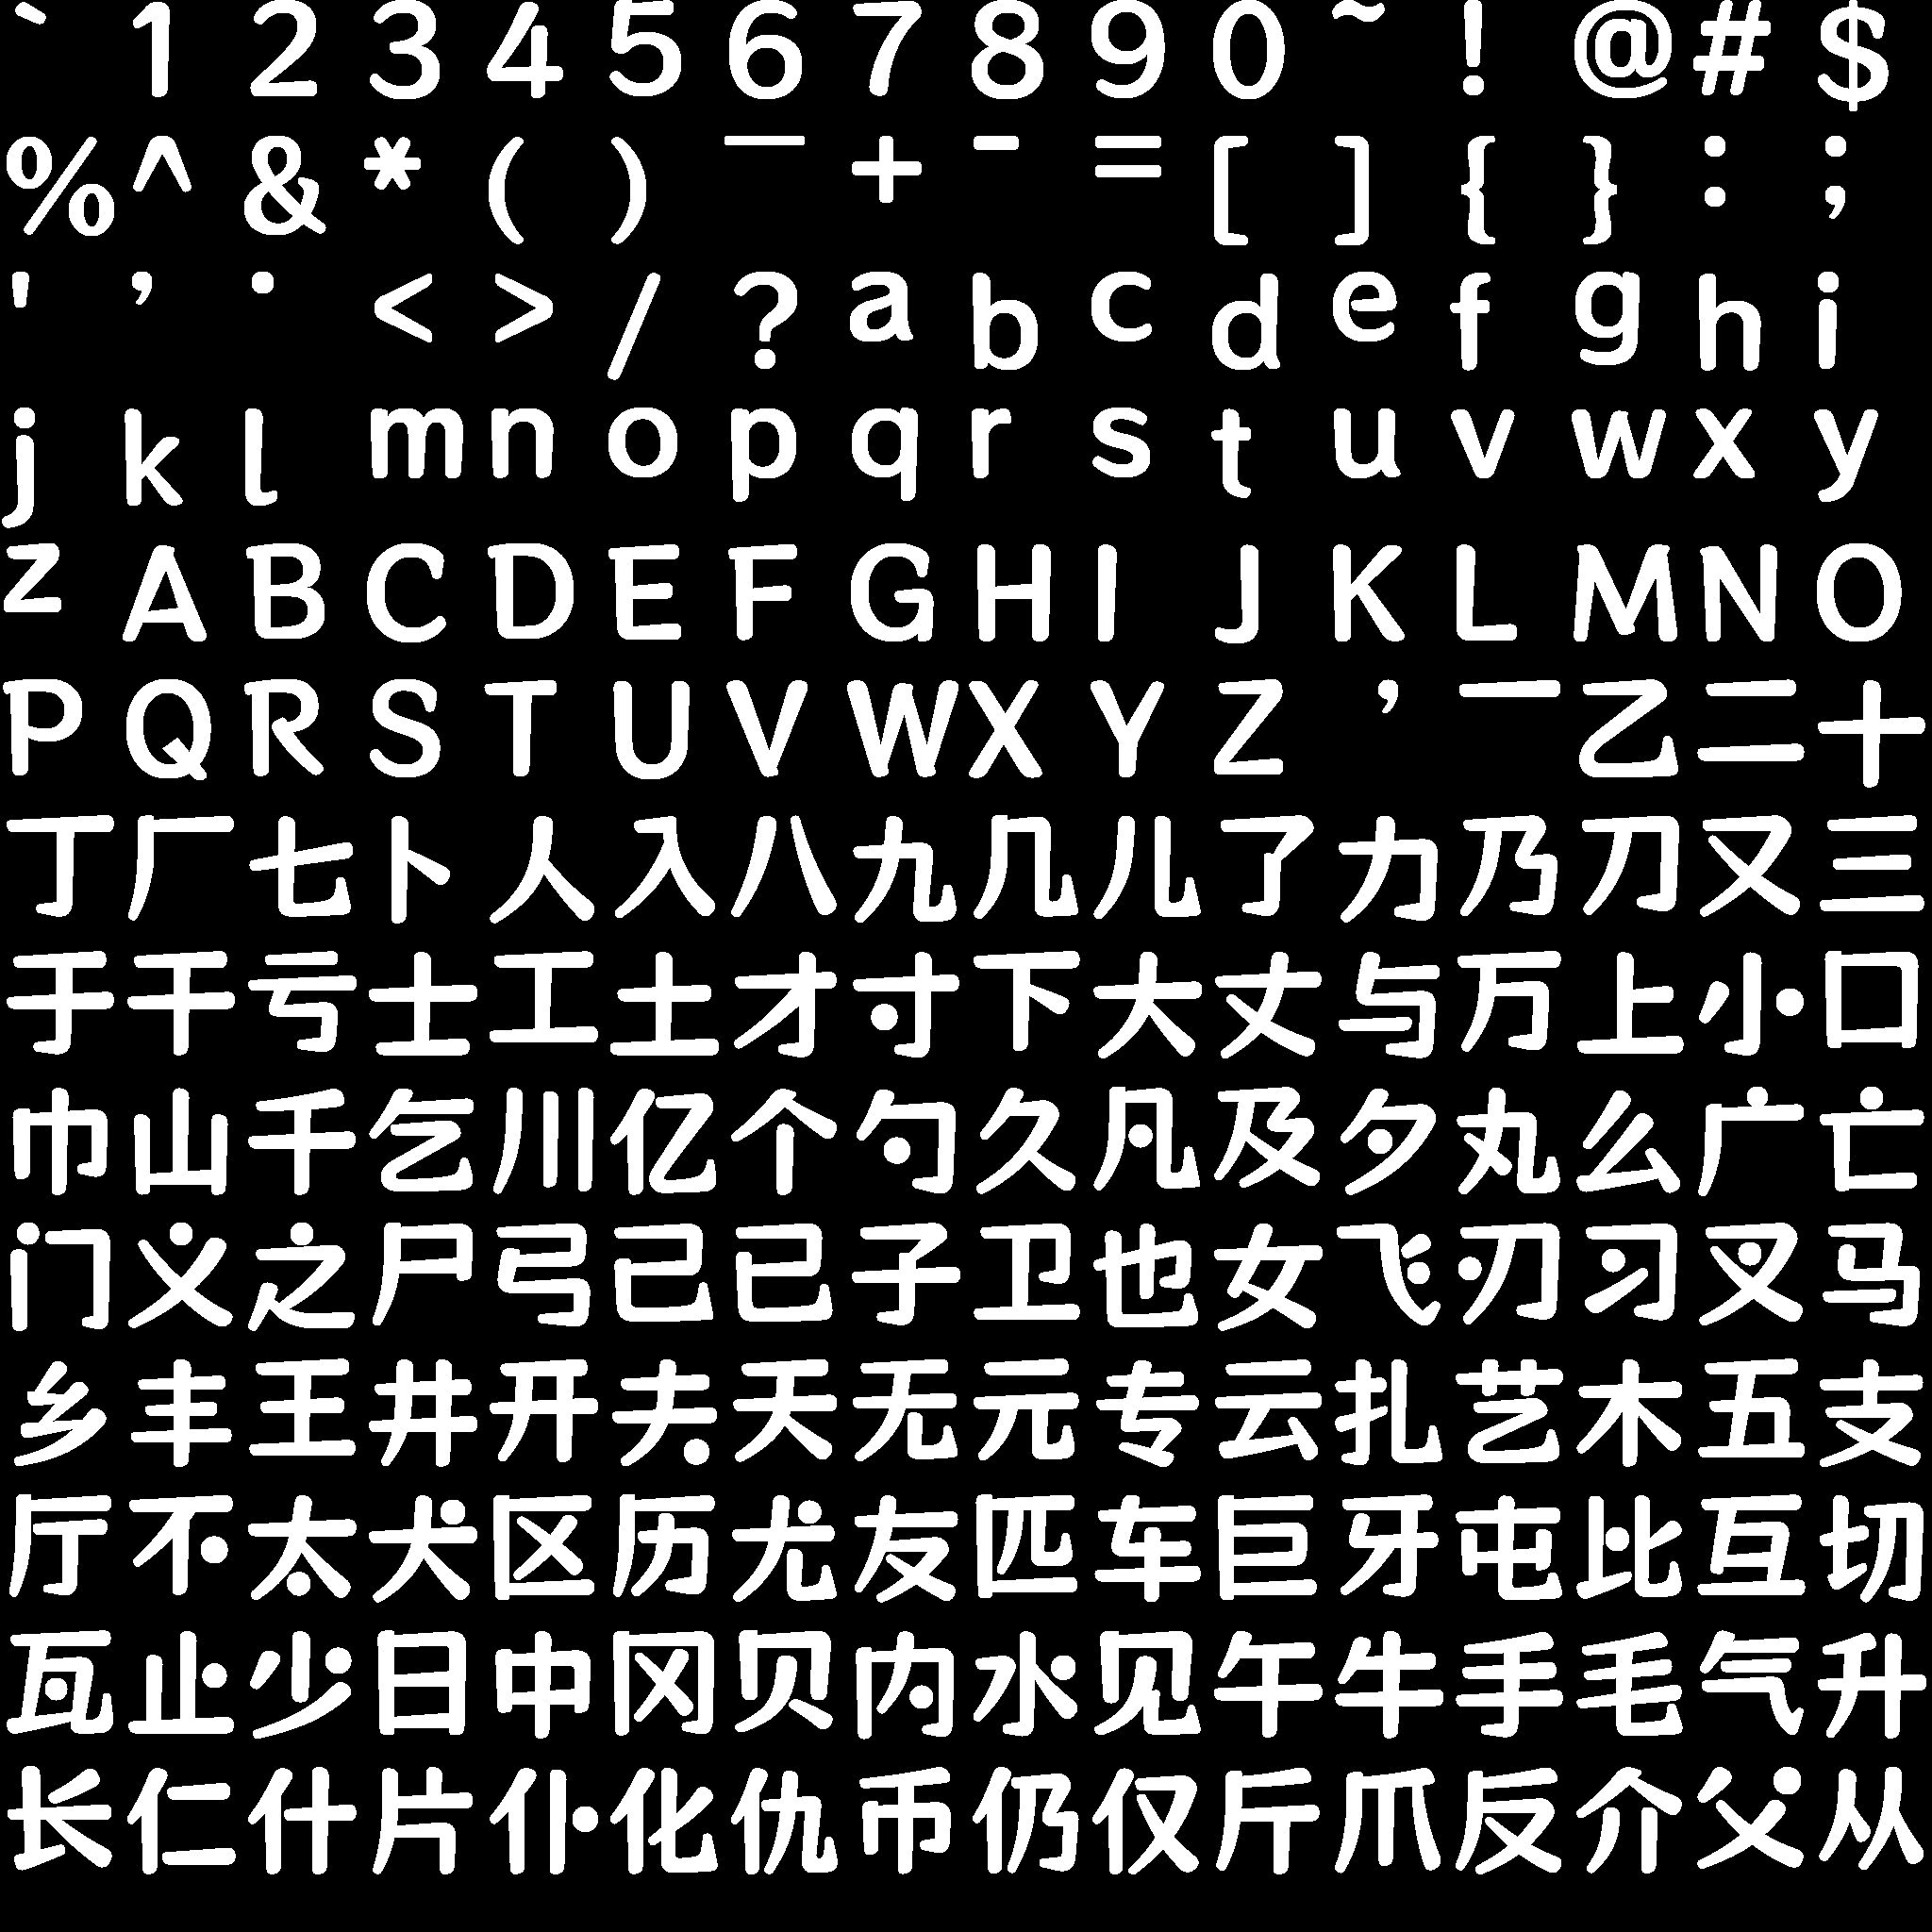 ` 1 2 3 4 5 6 7 8 9 0 ~ ! @ # $
% ^ & * ( ) _ + - = [ ] { } : ;
' , . < > / ? a b c d e f g h i
j k l m n o p q r s t u v w x y
z A B C D E F G H I J K L M N O
P Q R S T U V W X Y Z , 一 乙 二 十
丁 厂 七 卜 人 入 八 九 几 儿 了 力 乃 刀 又 三
于 干 亏 士 工 土 才 寸 下 大 丈 与 万 上 小 口
巾 山 千 乞 川 亿 个 勺 久 凡 及 夕 丸 么 广 亡
门 义 之 尸 弓 己 已 子 卫 也 女 飞 刃 习 叉 马
乡 丰 王 井 开 夫 天 无 元 专 云 扎 艺 木 五 支
厅 不 太 犬 区 历 尤 友 匹 车 巨 牙 屯 比 互 切
瓦 止 少 日 中 冈 贝 内 水 见 午 牛 手 毛 气 升
长 仁 什 片 仆 化 仇 币 仍 仅 斤 爪 反 介 父 从